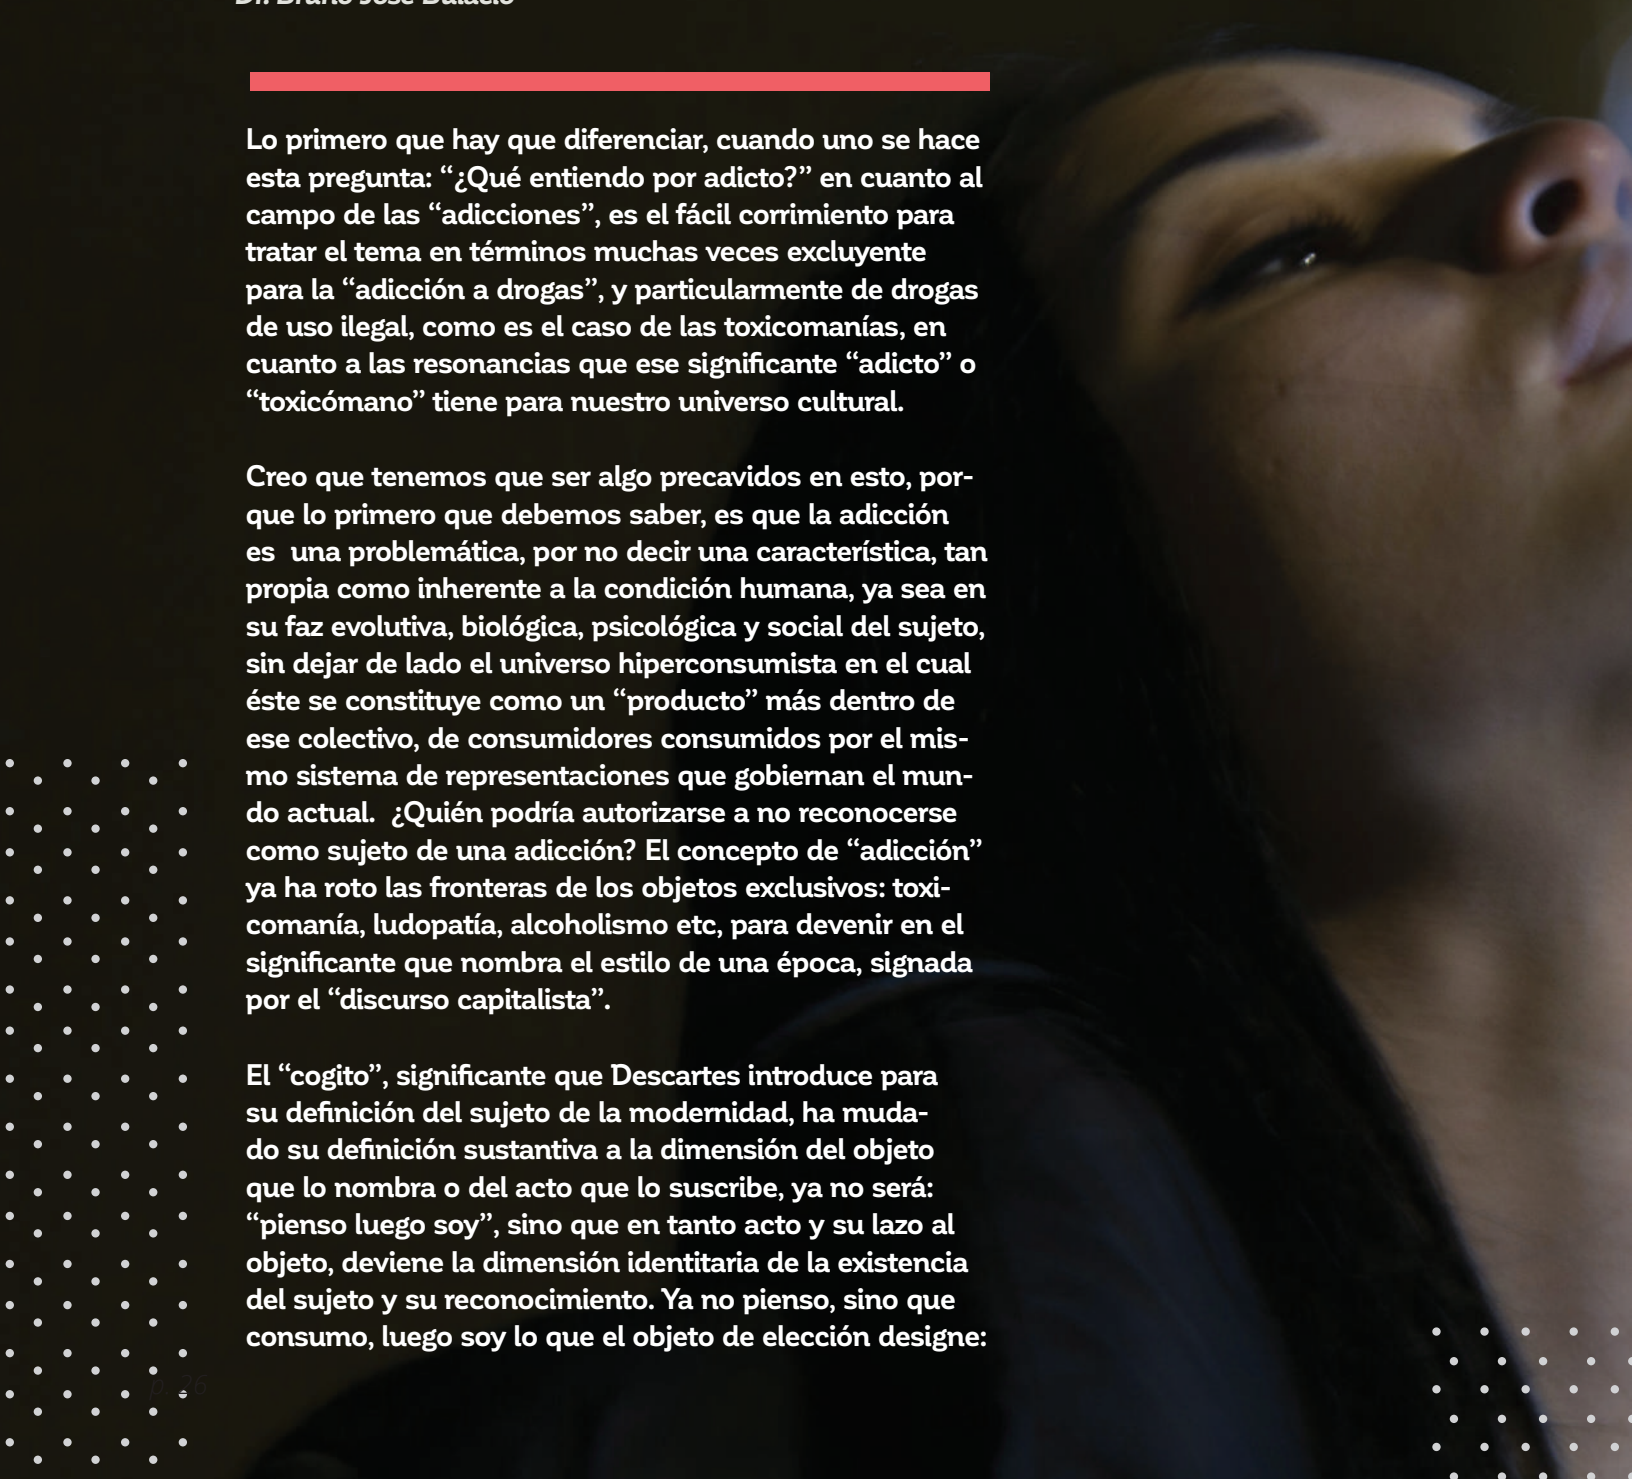 Dr. Bruno José Bulacio
Lo primero que hay que diferenciar, cuando uno se hace
esta pregunta: “¿Qué entiendo por adicto?” en cuanto al
campo de las “adicciones”, es el fácil corrimiento para
tratar el tema en términos muchas veces excluyente
para la “adicción a drogas”, y particularmente de drogas
de uso ilegal, como es el caso de las toxicomanías, en
cuanto a las resonancias que ese significante “adicto” o
“toxicómano” tiene para nuestro universo cultural.
Creo que tenemos que ser algo precavidos en esto, por-
que lo primero que debemos saber, es que la adicción
es  una problemática, por no decir una característica, tan
propia como inherente a la condición humana, ya sea en
su faz evolutiva, biológica, psicológica y social del sujeto,
sin dejar de lado el universo hiperconsumista en el cual
éste se constituye como un “producto” más dentro de
ese colectivo, de consumidores consumidos por el mis-
mo sistema de representaciones que gobiernan el mun-
do actual.  ¿Quién podría autorizarse a no reconocerse
como sujeto de una adicción? El concepto de “adicción”
ya ha roto las fronteras de los objetos exclusivos: toxi-
comanía, ludopatía, alcoholismo etc, para devenir en el
significante que nombra el estilo de una época, signada
por el “discurso capitalista”.
El “cogito”, significante que Descartes introduce para
su definición del sujeto de la modernidad, ha muda-
do su definición sustantiva a la dimensión del objeto
que lo nombra o del acto que lo suscribe, ya no será:
“pienso luego soy”, sino que en tanto acto y su lazo al
objeto, deviene la dimensión identitaria de la existencia
del sujeto y su reconocimiento. Ya no pienso, sino que
consumo, luego soy lo que el objeto de elección designe:
p. 26